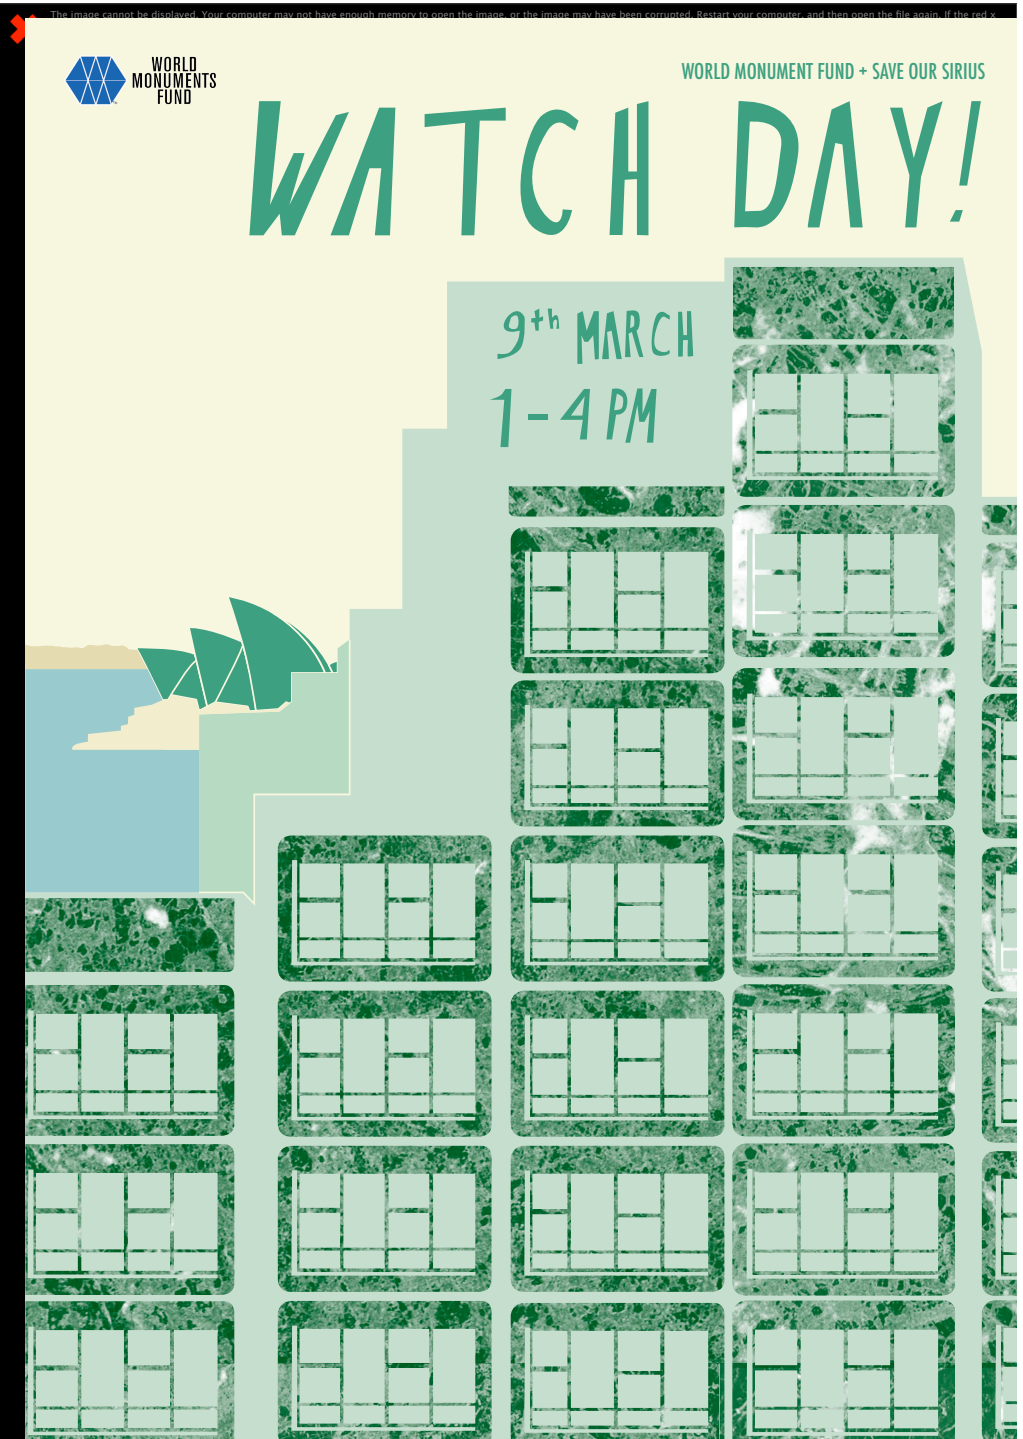 The image cannot be displayed. Your computer may not have enough memory to open the image, or the image may have been corrupted. Restart your computer, and then open the file again. If the red x
WORLD
MONUMENTS
FUND
WORLD MONUMENT FUND + SAVE OUR SIRIUS
WATCH DAY!
9th MARCH
1-4 PM